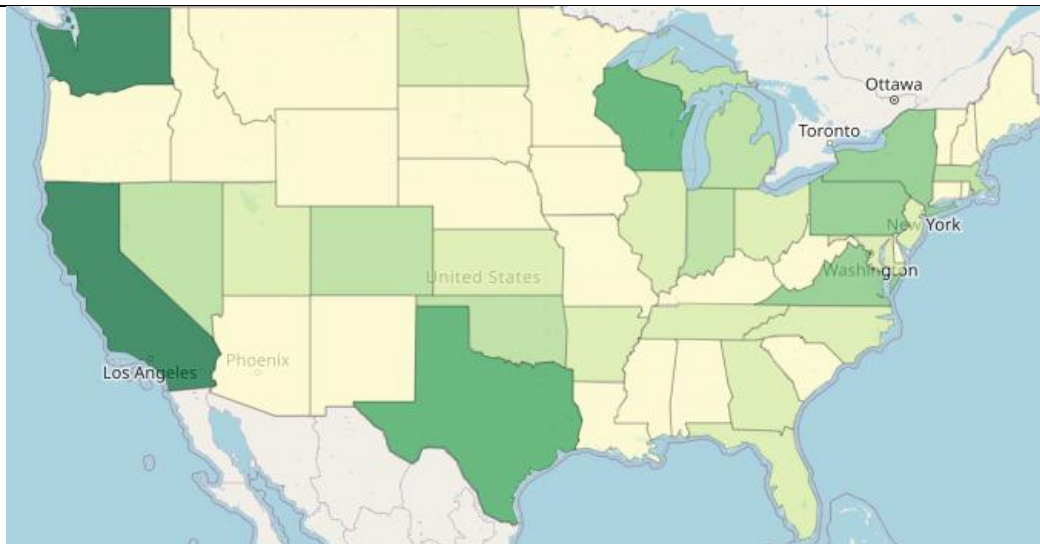 Ottawa
Toronto
New York
United States
Washington
Phoenix
Los Angeles